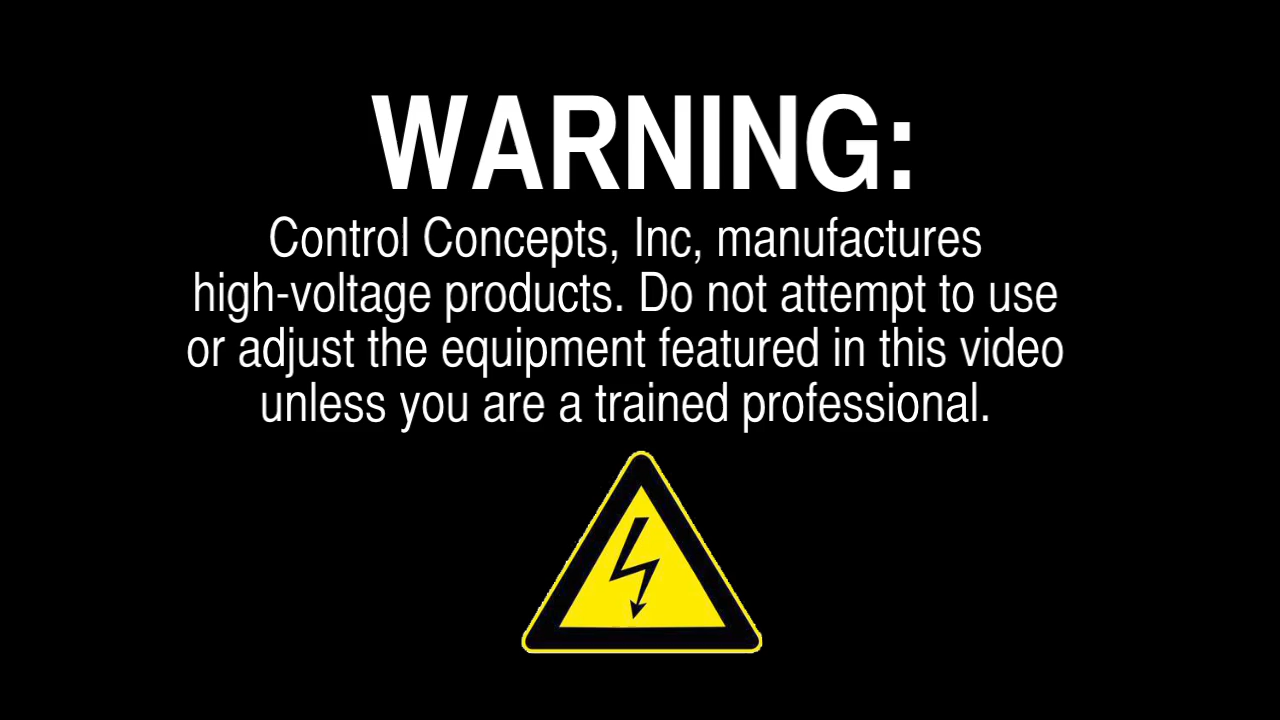 WARNING:
Control Concepts, Inc, manufactures
high-voltage products. Do not attempt to use
or adjust the equipment featured in this video
unless you are a trained professional.